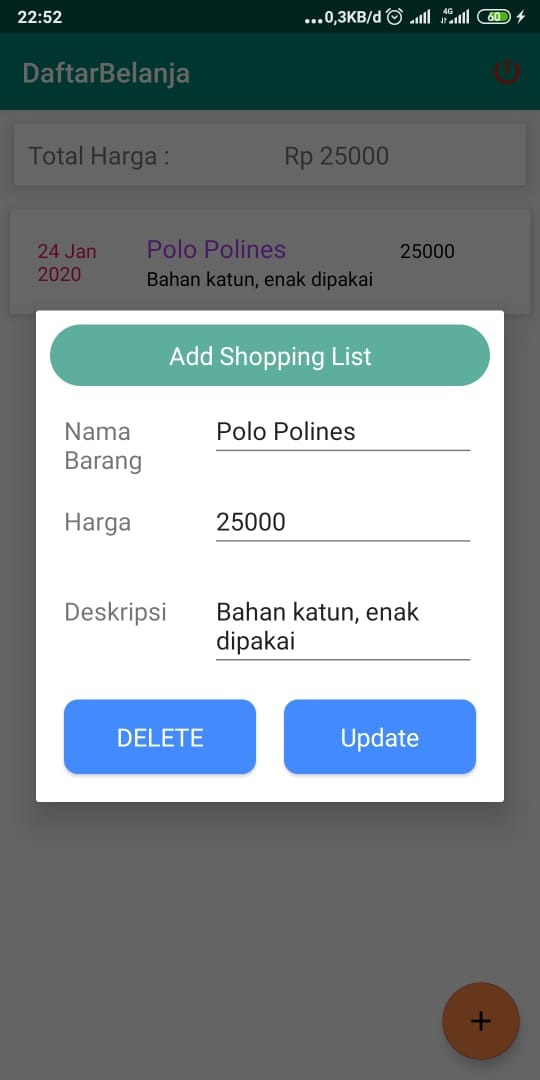 22:52 ...0,3KB/d 4G 60
DaftarBelanja
Total Harga : Rp 25000
24 Jan 2020 Polo Polines 25000
Bahan katun, enak dipakai
Add Shopping List
Nama Barang Polo Polines
Harga 25000
Deskripsi Bahan katun, enak
dipakai
DELETE Update
+